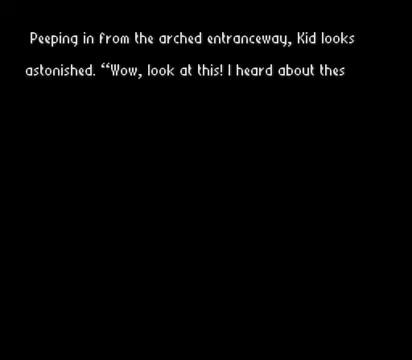 Peeping in from the arched entranceway, Kid looks
astonished. “Wow, look at this! I heard about thes